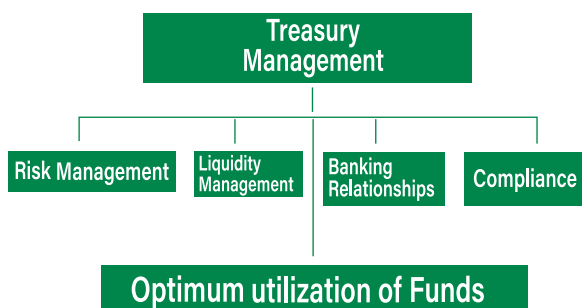 Treasury
Management
Risk Management
Liquidity
Management
Banking
Relationships
Compliance
Optimum utilization of Funds